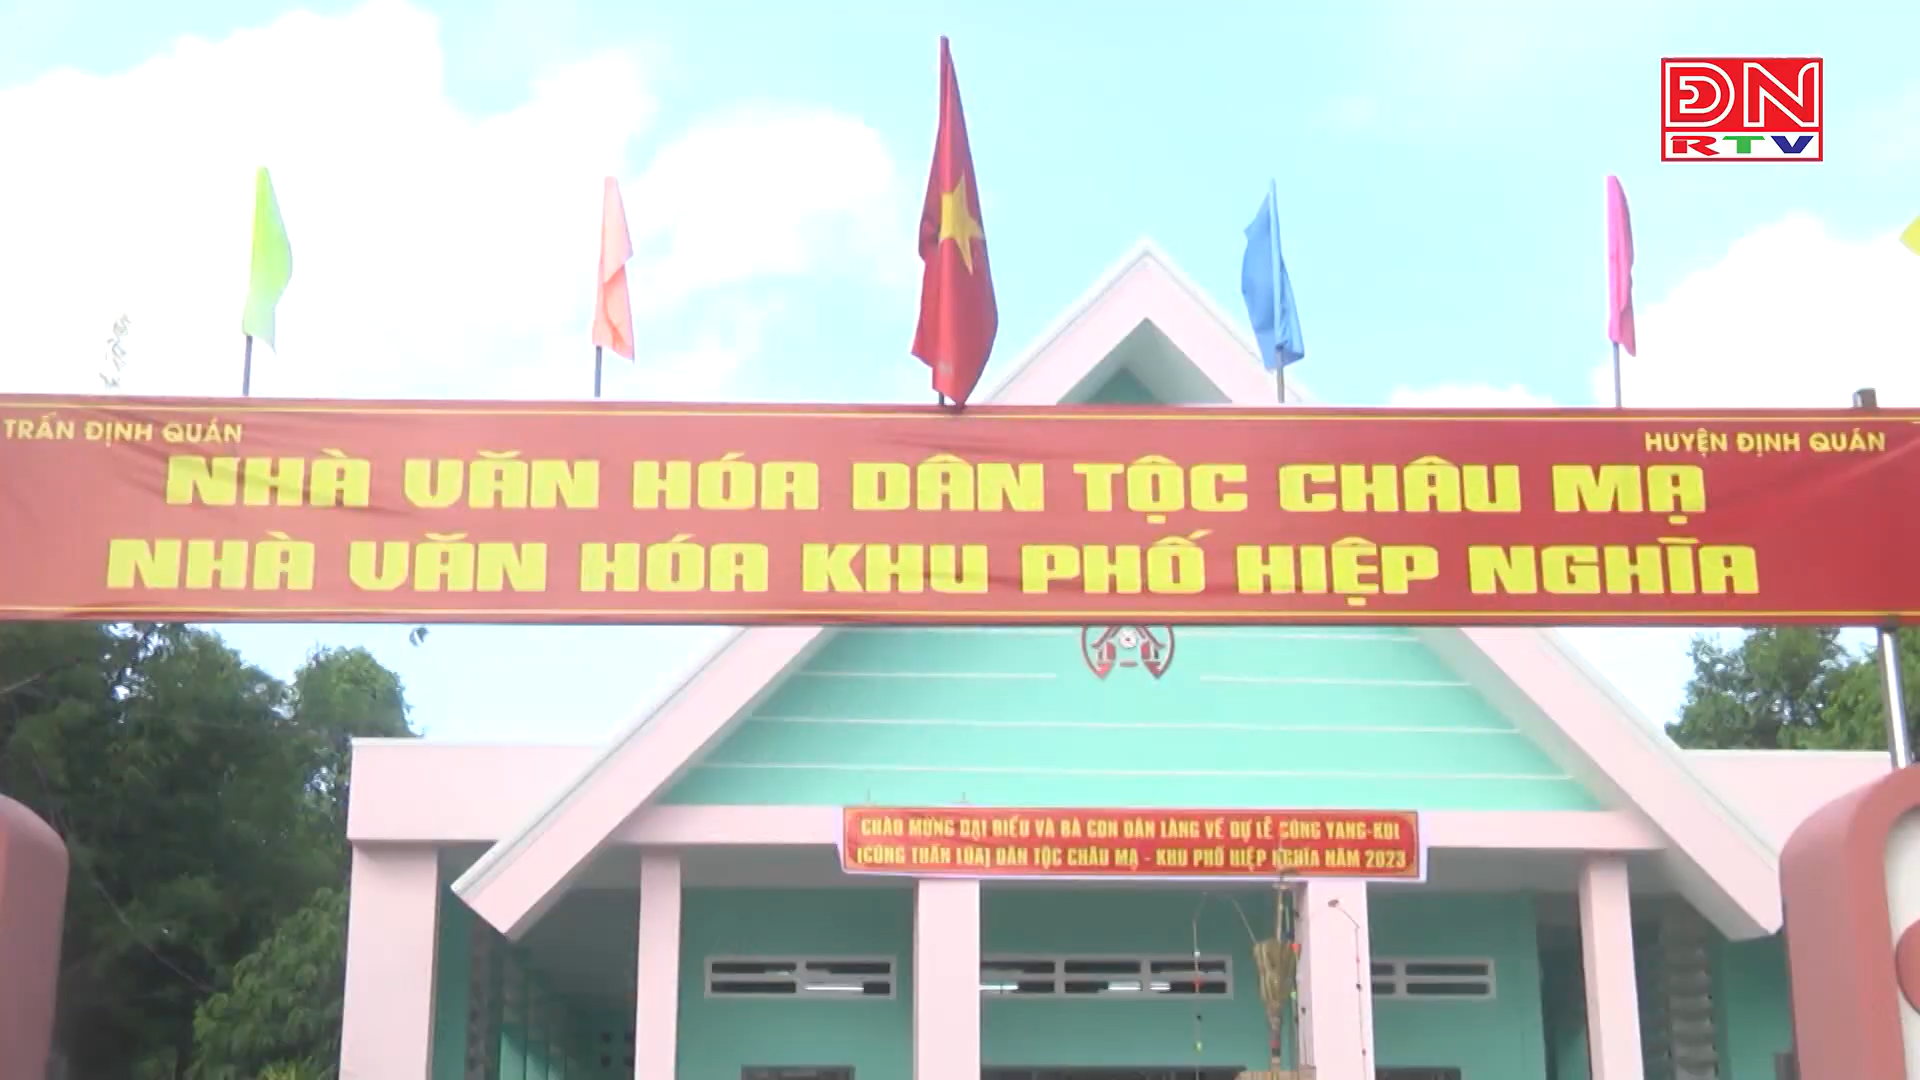 ĐN
RTV
TRẤN ĐỊNH QUÁN
HUYỆN ĐỊNH QUÁN
NHÀ VĂN HÓA DÂN TỘC CHÂU MẠ
NHÀ VĂN HÓA KHU PHỐ HIỆP NGHĨA
CHÀO MỪNG ĐẠI BIỂU VÀ BÀ CON DÂN LÀNG VỀ DỰ LỄ CÚNG YANG-KOI
(CÚNG THẦN LÚA) DÂN TỘC CHÂU MẠ - KHU PHỐ HIỆP NGHĨA NĂM 2023